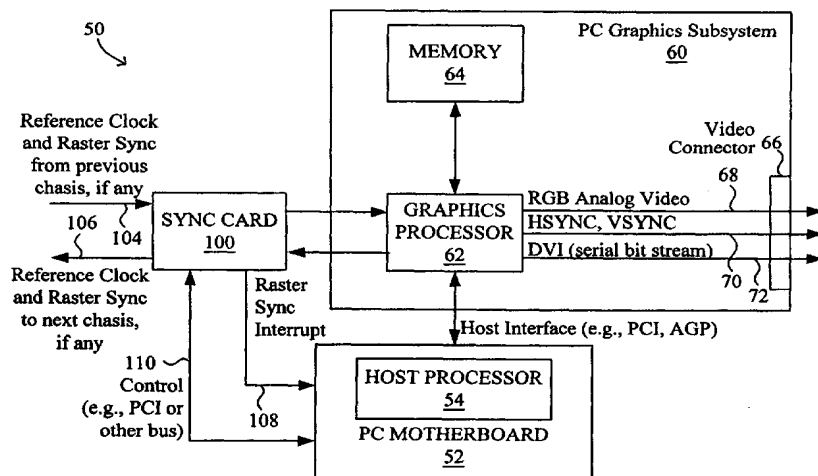 50
PC Graphics Subsystem
60
MEMORY
64
Reference Clock
and Raster Sync
from previous
chasis, if any
Video
Connector
66
106
104
SYNC CARD
100
GRAPHICS
PROCESSOR
62
RGB Analog Video
68
HSYNC, VSYNC
DVI (serial bit stream)
70
72
Reference Clock
and Raster Sync
to next chasis,
if any
Raster
Sync
Interrupt
Host Interface (e.g., PCI, AGP)
110
Control
(e.g., PCI or
other bus)
108
HOST PROCESSOR
54
PC MOTHERBOARD
52